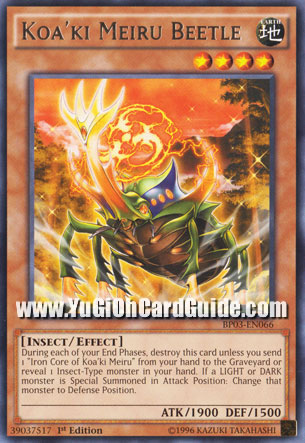 KOA'KI MEIRU BEETLE
EARTH
地
www.YuGiOhCardGuide.com
BP03-EN066
[INSECT/EFFECT]
During each of your End Phases, destroy this card unless you send
"Iron Core of Koa'ki Meiru" from your hand to the Graveyard or
reveal 1 Insect-Type monster in your hand. If a LIGHT or DARK
monster is Special Summoned in Attack Position: Change that
monster to Defense Position.
ATK/1900 DEF/1500
39037517 1st Edition ©1996 KAZUKI TAKAHASHI